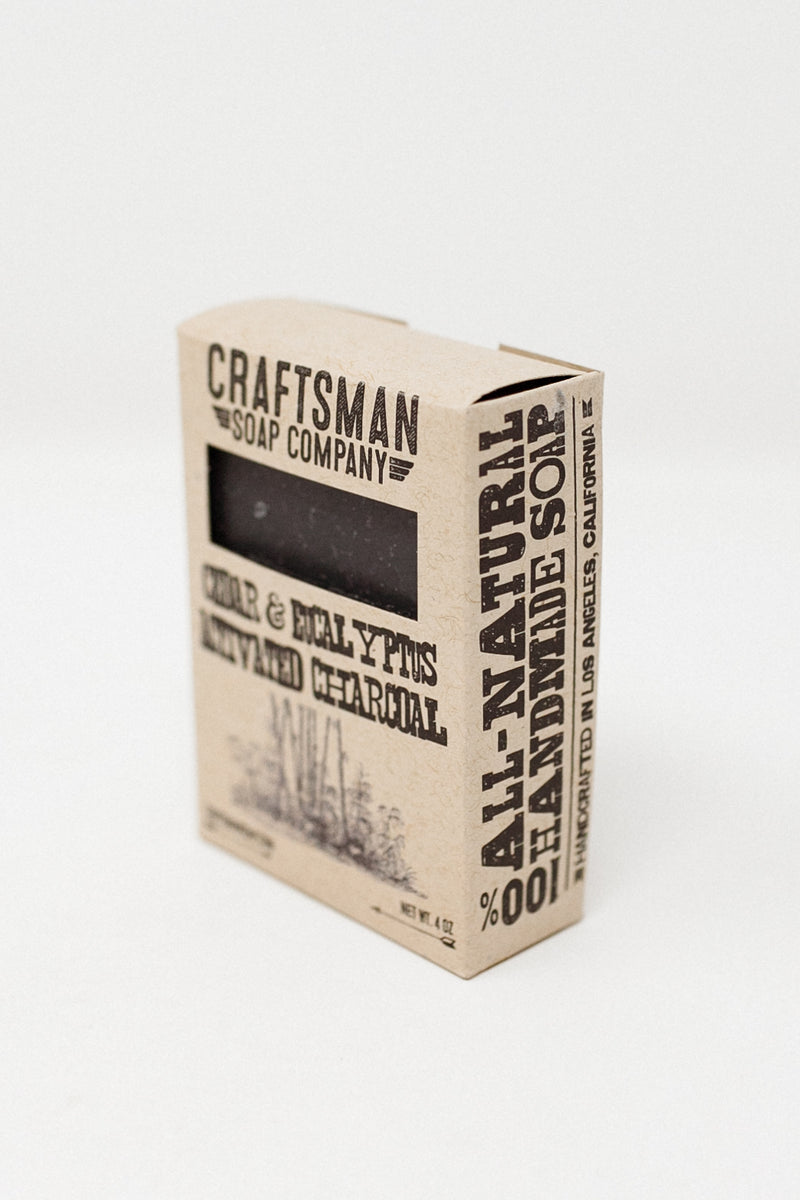 CRAFTSMAN
SOAP COMPANY
CEDAR & EUCALYPTUS
ACTIVATED CHARCOAL
NET WT. 4 OZ
100%
ALL-NATURAL
HANDMADE SOAP
HANDCRAFTED IN LOS ANGELES, CALIFORNIA